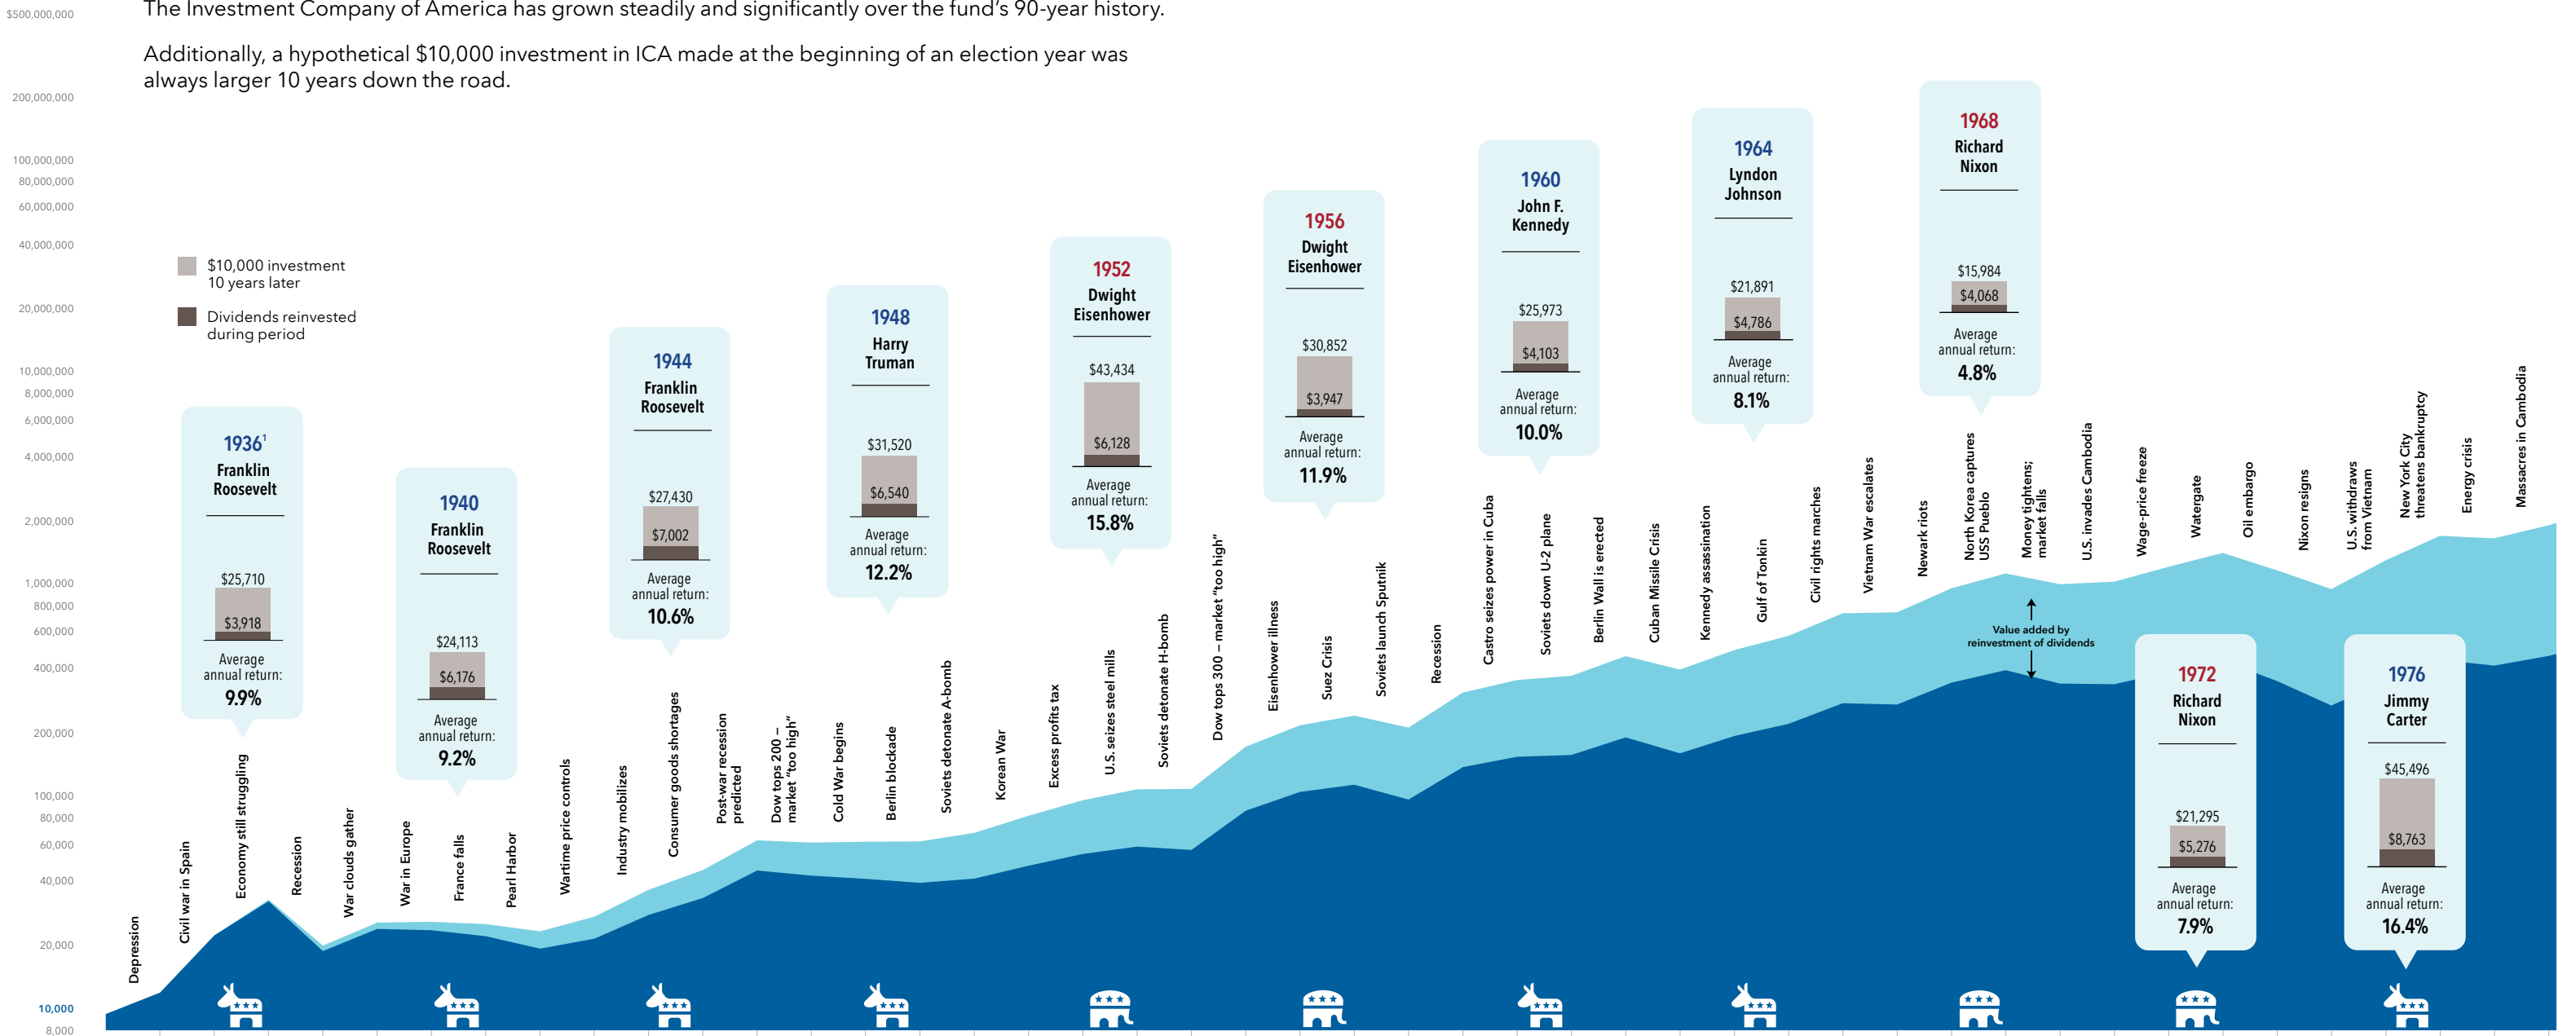 The Investment Company of America has grown steadily and significantly over the fund’s 90-year history.
Additionally, a hypothetical $10,000 investment in ICA made at the beginning of an election year was
always larger 10 years down the road.
$500,000,000
200,000,000
100,000,000
80,000,000
60,000,000
40,000,000
20,000,000
10,000,000
8,000,000
6,000,000
4,000,000
2,000,000
1,000,000
800,000
600,000
400,000
200,000
100,000
80,000
60,000
40,000
20,000
10,000
8,000
$10,000 investment
10 years later
Dividends reinvested
during period
1936¹
Franklin
Roosevelt
$25,710
$3,918
Average
annual return:
9.9%
1940
Franklin
Roosevelt
$24,113
$6,176
Average
annual return:
9.2%
1944
Franklin
Roosevelt
$27,430
$7,002
Average
annual return:
10.6%
1948
Harry
Truman
$31,520
$6,540
Average
annual return:
12.2%
1952
Dwight
Eisenhower
$43,434
$6,128
Average
annual return:
15.8%
1956
Dwight
Eisenhower
$30,852
$3,947
Average
annual return:
11.9%
1960
John F.
Kennedy
$25,973
$4,103
Average
annual return:
10.0%
1964
Lyndon
Johnson
$21,891
$4,786
Average
annual return:
8.1%
1968
Richard
Nixon
$15,984
$4,068
Average
annual return:
4.8%
1972
Richard
Nixon
$21,295
$5,276
Average
annual return:
7.9%
1976
Jimmy
Carter
$45,496
$8,763
Average
annual return:
16.4%
Depression
Civil war in Spain
Economy still struggling
Recession
War clouds gather
War in Europe
France falls
Pearl Harbor
Wartime price controls
Industry mobilizes
Consumer goods shortages
Post-war recession
predicted
Dow tops 200 –
market “too high”
Cold War begins
Berlin blockade
Soviets detonate A-bomb
Korean War
Excess profits tax
U.S. seizes steel mills
Soviets detonate H-bomb
Dow tops 300 – market “too high”
Eisenhower illness
Suez Crisis
Soviets launch Sputnik
Recession
Castro seizes power in Cuba
Soviets down U-2 plane
Berlin Wall is erected
Cuban Missile Crisis
Kennedy assassination
Gulf of Tonkin
Civil rights marches
Vietnam War escalates
Newark riots
North Korea captures
USS Pueblo
Money tightens;
market falls
U.S. invades Cambodia
Wage-price freeze
Watergate
Oil embargo
Nixon resigns
U.S. withdraws
from Vietnam
New York City
threatens bankruptcy
Energy crisis
Massacres in Cambodia
Value added by
reinvestment of dividends